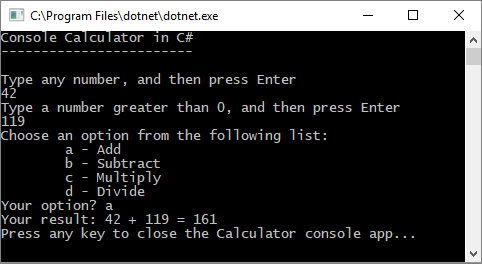 C:\Program Files\dotnet\dotnet.exe
Console Calculator in C#
------------------------
Type any number, and then press Enter
42
Type a number greater than 0, and then press Enter
119
Choose an option from the following list:
        a - Add
        b - Subtract
        c - Multiply
        d - Divide
Your option? a
Your result: 42 + 119 = 161
Press any key to close the Calculator console app...